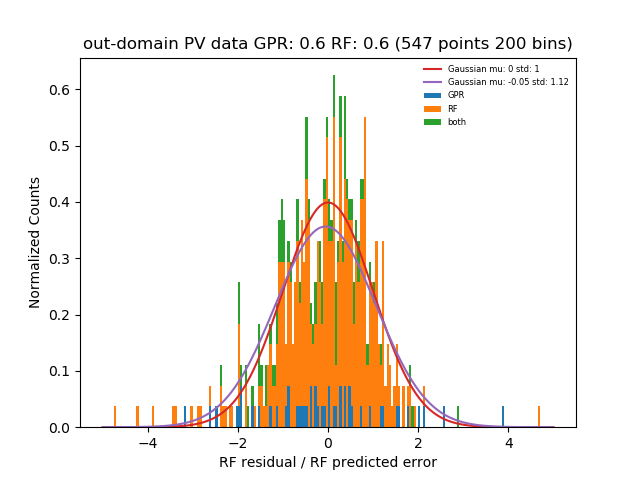 out-domain PV data GPR: 0.6 RF: 0.6 (547 points 200 bins)
Gaussian mu: 0 std: 1
Gaussian mu: -0.05 std: 1.12
GPR
RF
both
Normalized Counts
0.6
0.5
0.4
0.3
0.2
0.1
0.0
−4 −2 0 2 4
RF residual / RF predicted error